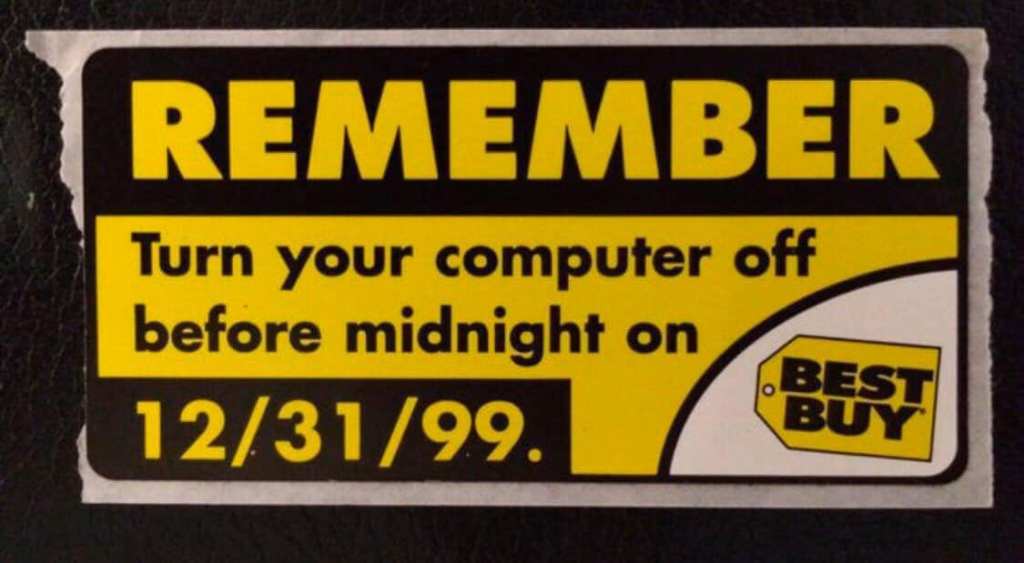 REMEMBER
Turn your computer off
before midnight on
12/31/99.
BEST
BUY